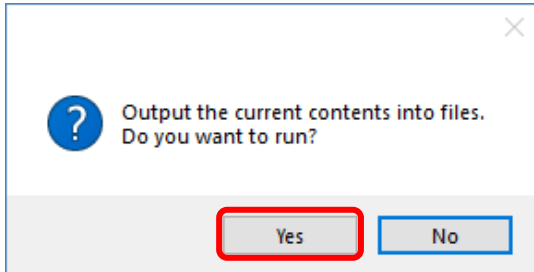 Output the current contents into files.
Do you want to run?
Yes
No